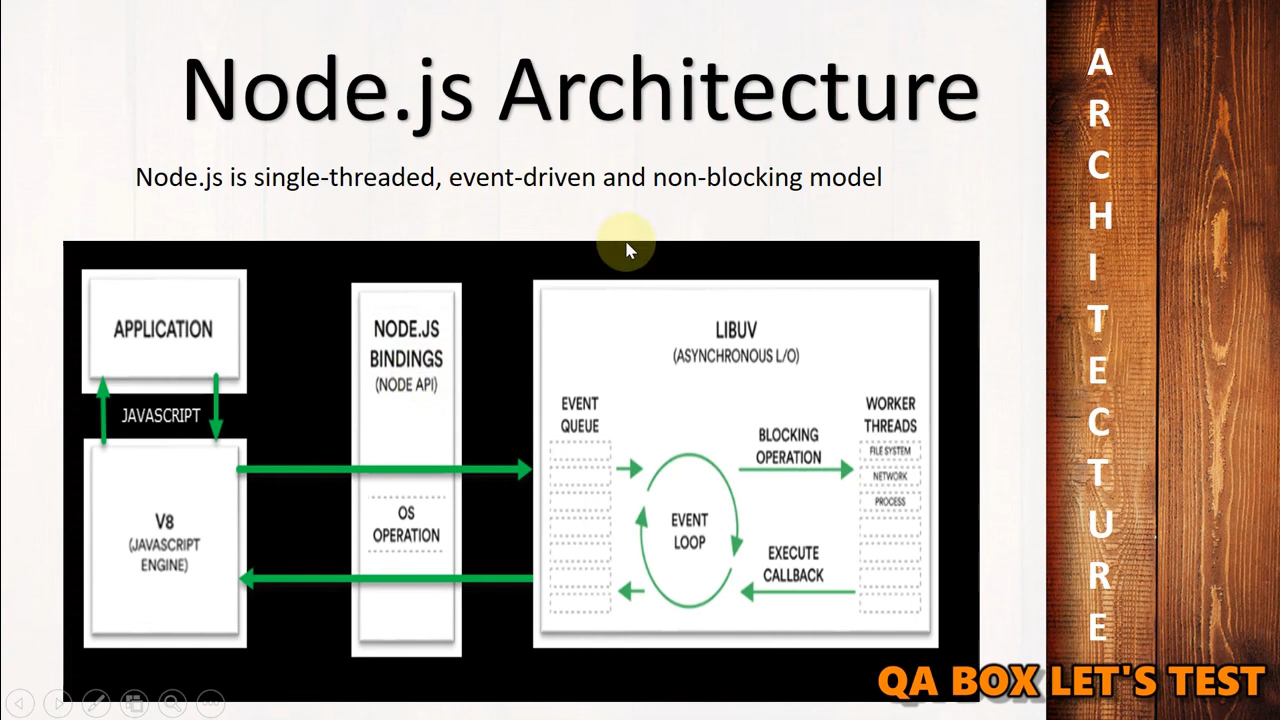 Node.js Architecture
Node.js is single-threaded, event-driven and non-blocking model
APPLICATION
JAVASCRIPT
V8
(JAVASCRIPT
ENGINE)
NODE.JS
BINDINGS
(NODE API)
OS
OPERATION
LIBUV
(ASYNCHRONOUS L/O)
EVENT
QUEUE
EVENT
LOOP
BLOCKING
OPERATION
EXECUTE
CALLBACK
WORKER
THREADS
FILE SYSTEM
NETWORK
PROCESS
ARCHITECTURE
QA BOX LET'S TEST